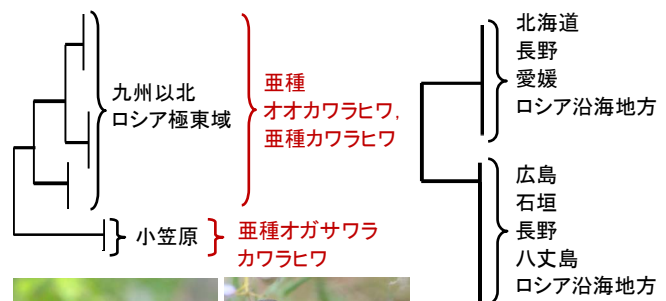 九州以北
ロシア極東域
亜種
オオカワラヒワ,
亜種カワラヒワ
小笠原
亜種オガサワラ
カワラヒワ
北海道
長野
愛媛
ロシア沿海地方
広島
石垣
長野
八丈島
ロシア沿海地方